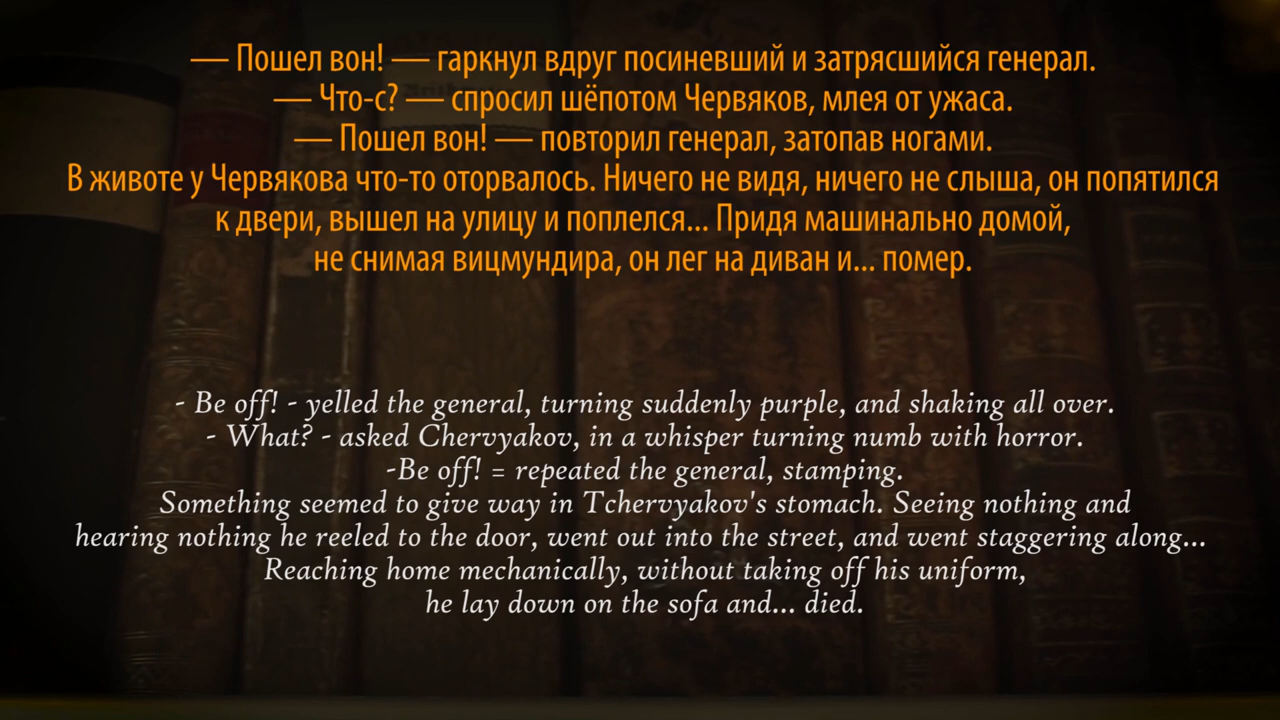 — Пошел вон! — гаркнул вдруг посиневший и затрясшийся генерал.
— Что-с? — спросил шёпотом Червяков, млея от ужаса.
— Пошел вон! — повторил генерал, затопав ногами.
В животе у Червякова что-то оторвалось. Ничего не видя, ничего не слыша, он попятился
к двери, вышел на улицу и поплелся... Придя машинально домой,
не снимая вицмундира, он лег на диван и... помер.
- Be off! - yelled the general, turning suddenly purple, and shaking all over.
- What? - asked Chervyakov, in a whisper turning numb with horror.
-Be off! = repeated the general, stamping.
Something seemed to give way in Tchervyakov's stomach. Seeing nothing and
hearing nothing he reeled to the door, went out into the street, and went staggering along...
Reaching home mechanically, without taking off his uniform,
he lay down on the sofa and... died.